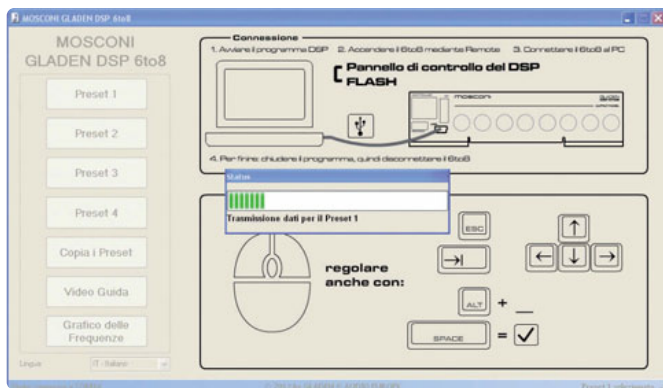 MOSCONI GLADEN DSP 6to8
MOSCONI
GLADEN DSP 6to8
Preset 1
Preset 2
Preset 3
Preset 4
Copia i Preset
Video Guida
Grafico delle
Frequenze
Lingua
IT - Italiano
Connessione
1. Avviare il programma DSP 2. Accendere il 6to8 mediante Remote 3. Connettere il 6to8 al PC
Pannello di controllo del DSP
FLASH
mosconi
4. Per finire: chiudere il programma, quindi disconnettere il 6to8
Status
Trasmissione dati per il Preset 1
regolare
anche con:
ESC
ALT + _
SPACE =